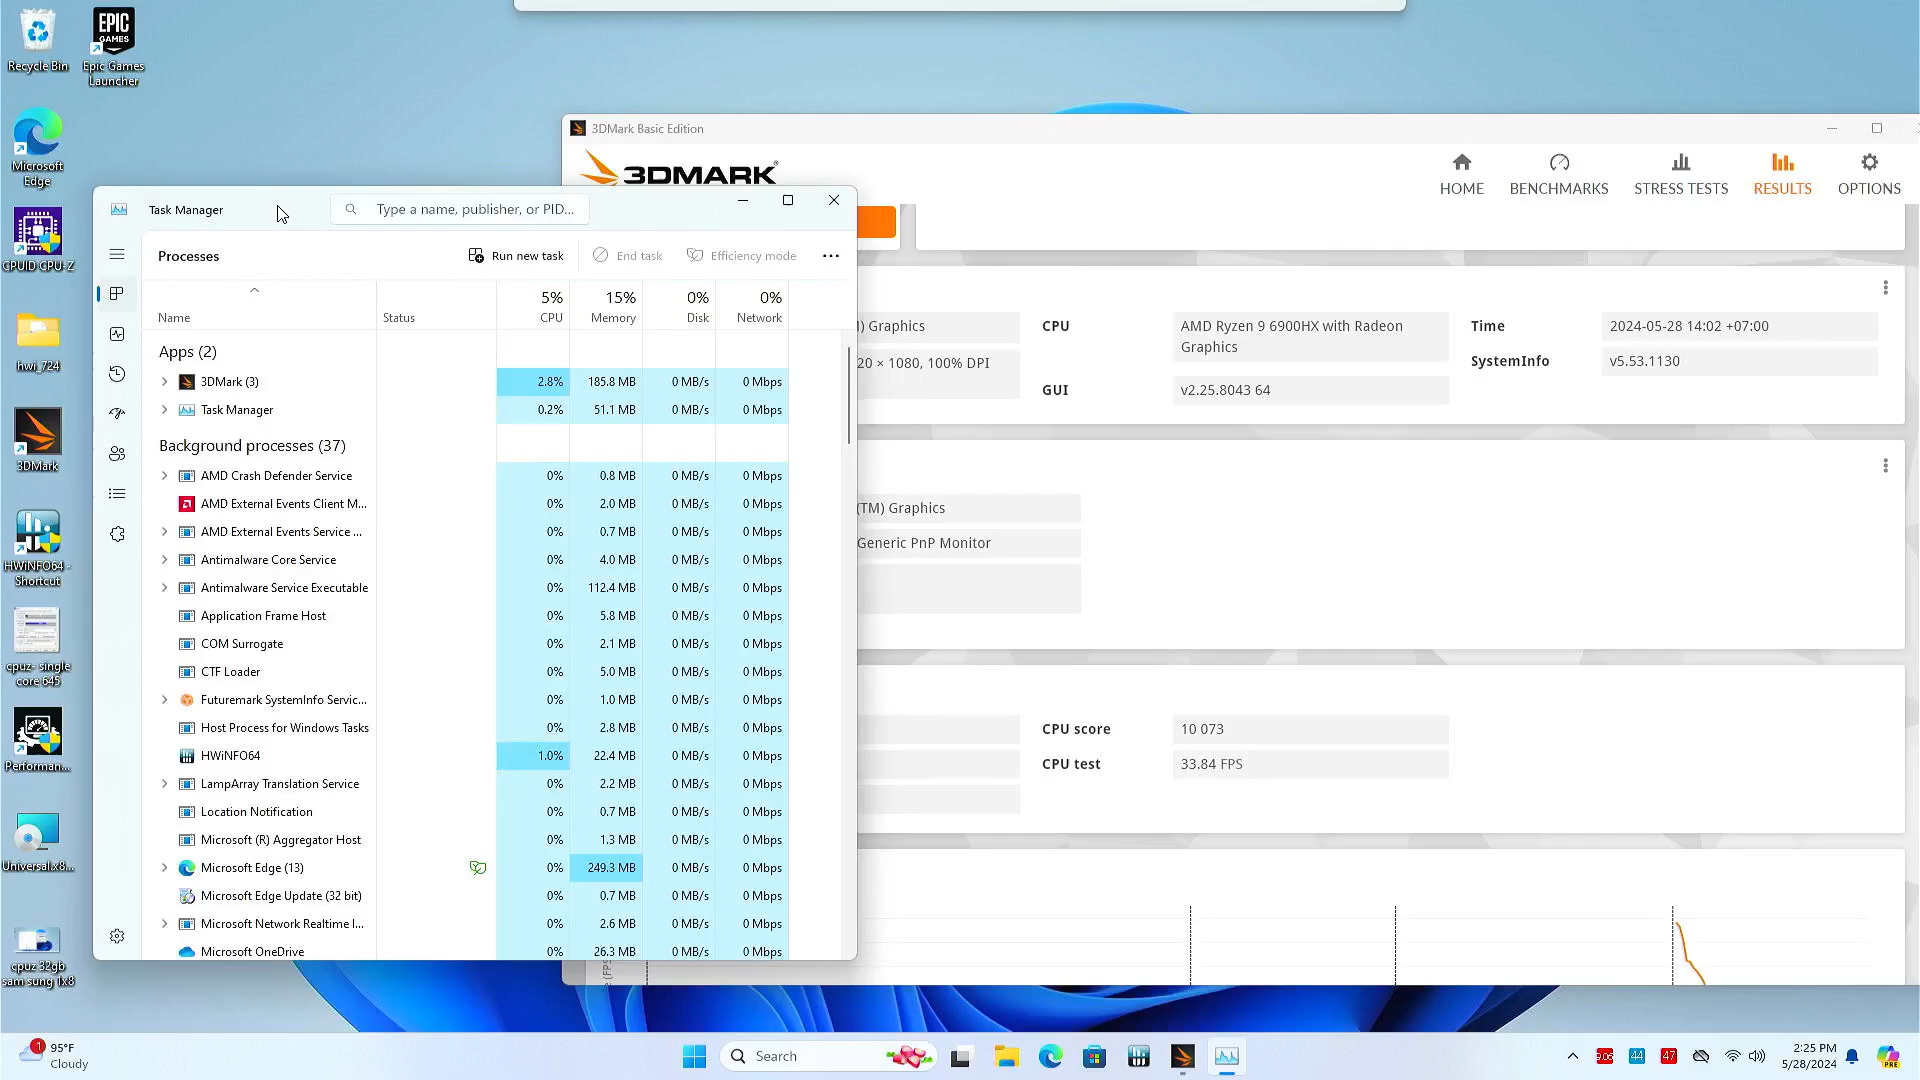 Recycle Bin
EPIC
GAMES
Epic Games
Launcher
Microsoft
Edge
CPUID CPU-Z
hwi_724
3DMark
HWiNFO64 -
Shortcut
cpuz- single
core 645
Performan...
Universal.x8...
cpuz 32gb
sam sung 1x8
3DMark Basic Edition
3DMARK
HOME
BENCHMARKS
STRESS TESTS
RESULTS
OPTIONS
Task Manager
Type a name, publisher, or PID...
Processes
Run new task
End task
Efficiency mode
5% 15% 0% 0%
Name Status CPU Memory Disk Network
Apps (2)
3DMark (3) 2.8% 185.8 MB 0 MB/s 0 Mbps
Task Manager 0.2% 51.1 MB 0 MB/s 0 Mbps
Background processes (37)
AMD Crash Defender Service 0% 0.8 MB 0 MB/s 0 Mbps
AMD External Events Client M... 0% 2.0 MB 0 MB/s 0 Mbps
AMD External Events Service ... 0% 0.7 MB 0 MB/s 0 Mbps
Antimalware Core Service 0% 4.0 MB 0 MB/s 0 Mbps
Antimalware Service Executable 0% 112.4 MB 0 MB/s 0 Mbps
Application Frame Host 0% 5.8 MB 0 MB/s 0 Mbps
COM Surrogate 0% 2.1 MB 0 MB/s 0 Mbps
CTF Loader 0% 5.0 MB 0 MB/s 0 Mbps
Futuremark SystemInfo Servic... 0% 1.0 MB 0 MB/s 0 Mbps
Host Process for Windows Tasks 0% 2.8 MB 0 MB/s 0 Mbps
HWiNFO64 1.0% 22.4 MB 0 MB/s 0 Mbps
LampArray Translation Service 0% 2.2 MB 0 MB/s 0 Mbps
Location Notification 0% 0.7 MB 0 MB/s 0 Mbps
Microsoft (R) Aggregator Host 0% 1.3 MB 0 MB/s 0 Mbps
Microsoft Edge (13) 0% 249.3 MB 0 MB/s 0 Mbps
Microsoft Edge Update (32 bit) 0% 0.7 MB 0 MB/s 0 Mbps
Microsoft Network Realtime I... 0% 2.6 MB 0 MB/s 0 Mbps
Microsoft OneDrive 0% 26.3 MB 0 MB/s 0 Mbps
) Graphics
20 × 1080, 100% DPI
CPU AMD Ryzen 9 6900HX with Radeon
Graphics
GUI v2.25.8043 64
Time 2024-05-28 14:02 +07:00
SystemInfo v5.53.1130
(TM) Graphics
Generic PnP Monitor
CPU score 10 073
CPU test 33.84 FPS
1
95°F
Cloudy
Search
44
47
2:25 PM
5/28/2024
PRE